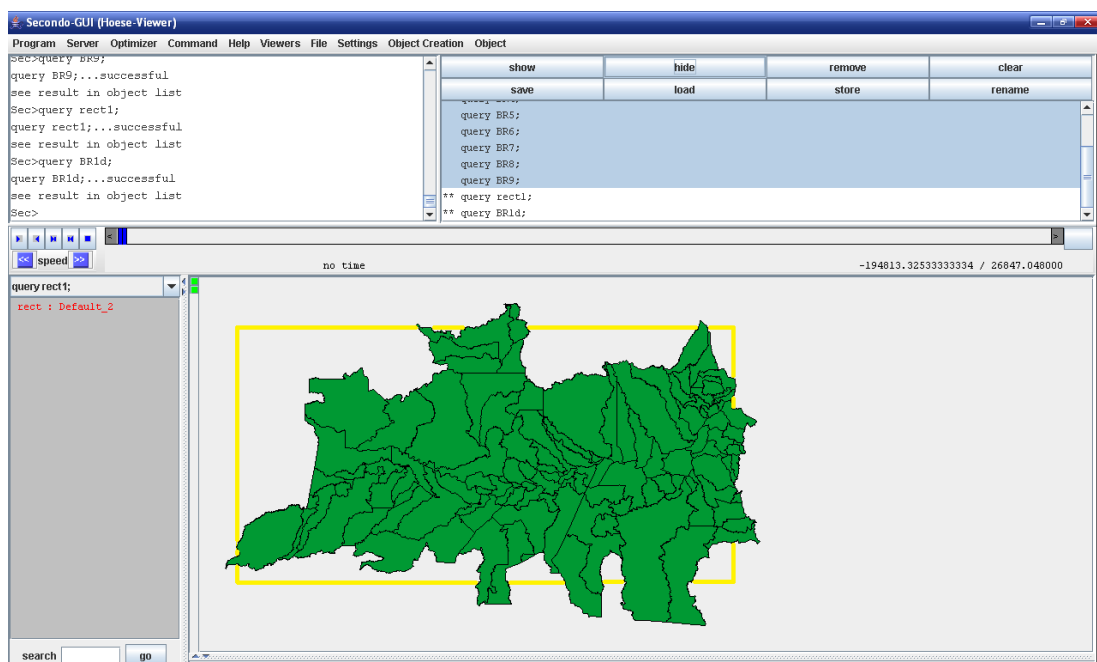 Secondo-GUI (Hoese-Viewer)
Program Server Optimizer Command Help Viewers File Settings Object Creation Object
Sec>query BR9;
query BR9;...successful
see result in object list
Sec>query rect1;
query rect1;...successful
see result in object list
Sec>query BR1d;
query BR1d;...successful
see result in object list
Sec>
show hide remove clear
save load store rename
query BR5;
query BR6;
query BR7;
query BR8;
query BR9;
** query rect1;
** query BR1d;
< >
<< speed >>
no time
-194813.32533333334 / 26847.048000
query rect1;
rect : Default_2
search go